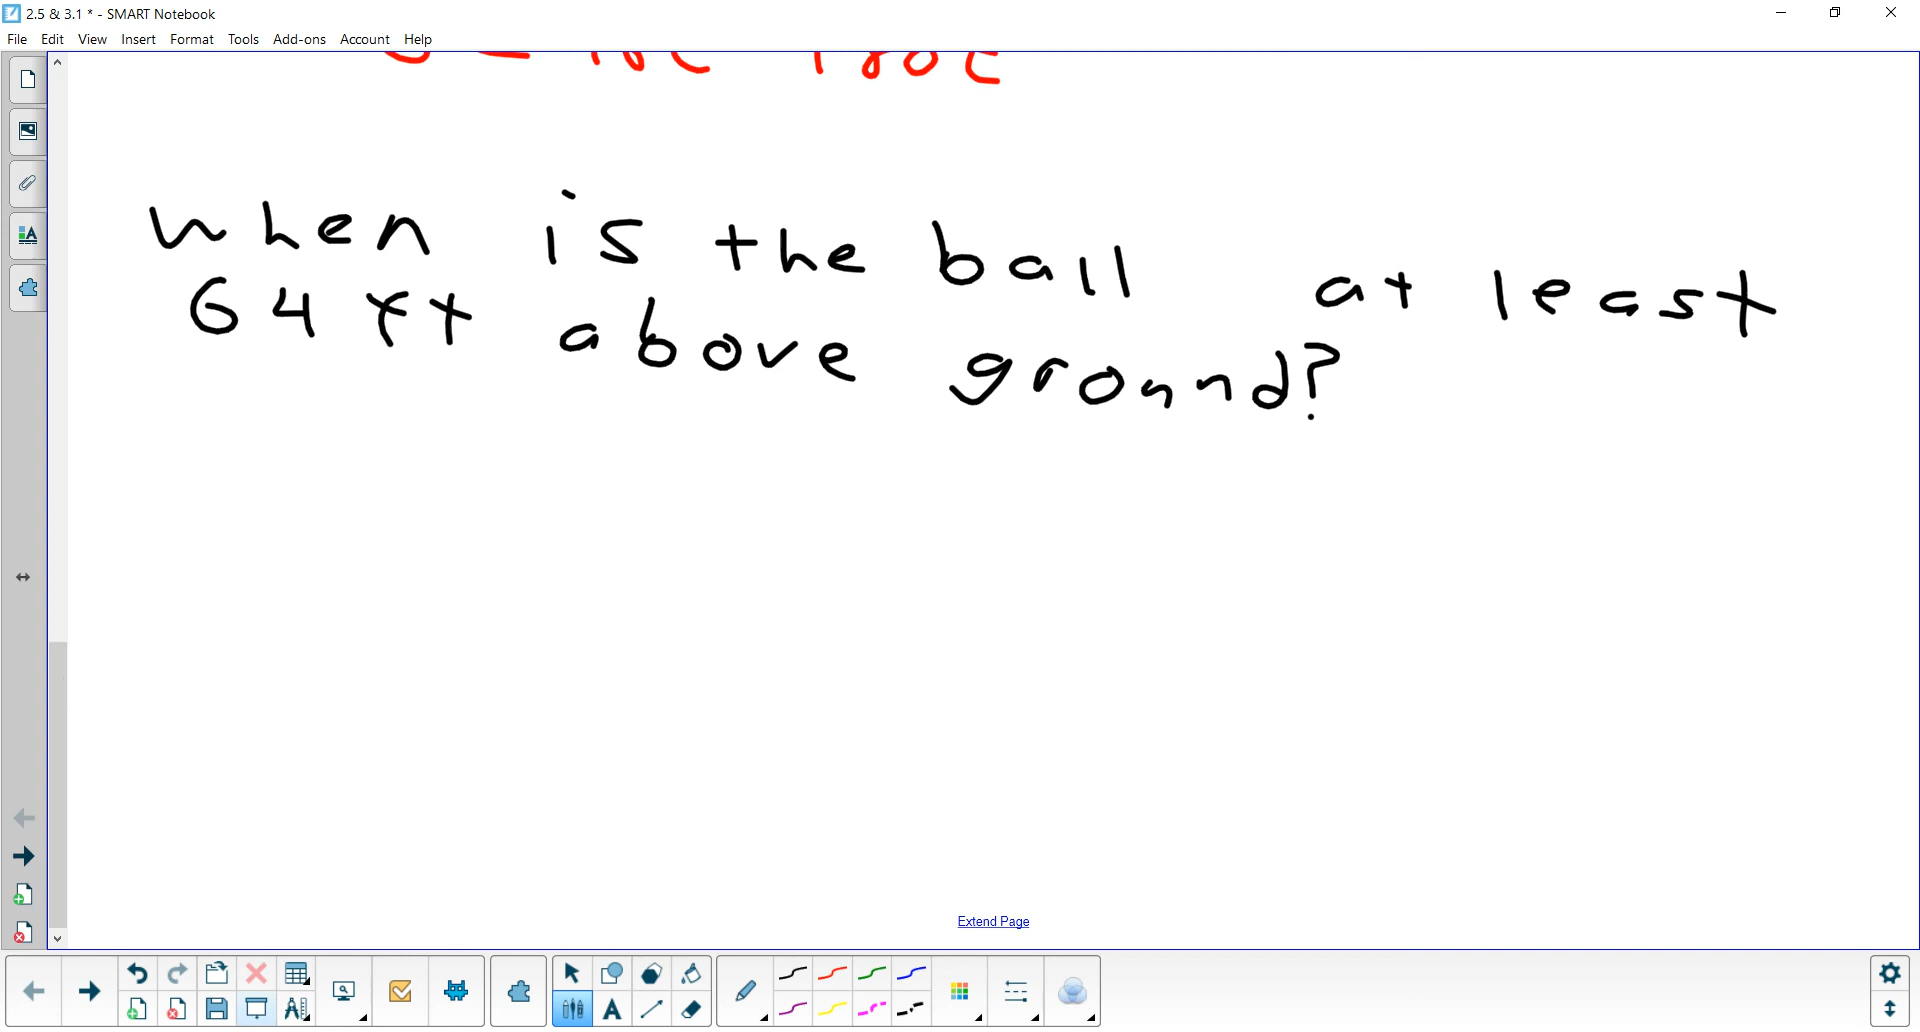 2.5 & 3.1 * - SMART Notebook
File Edit View Insert Format Tools Add-ons Account Help
when is the ball at least
64 ft above ground?
Extend Page